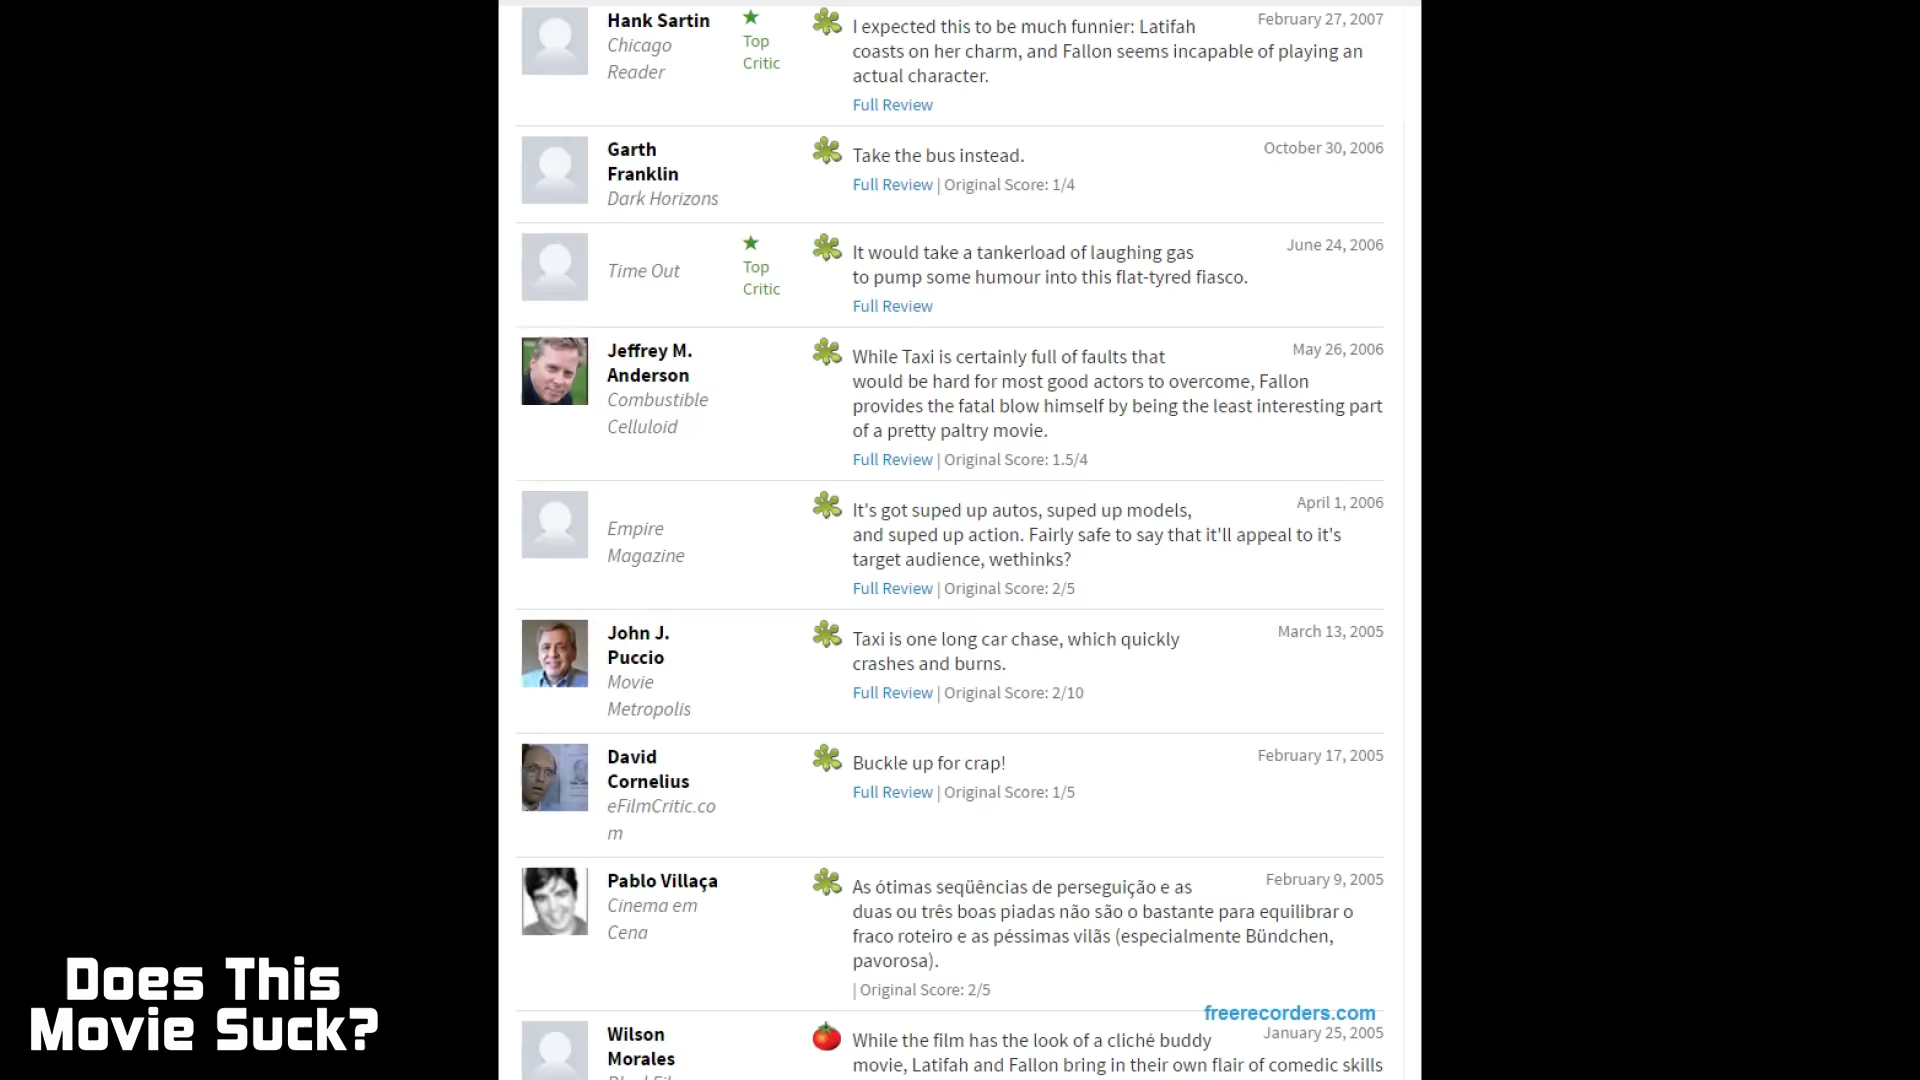 Hank Sartin
Chicago
Reader
Top
Critic
I expected this to be much funnier: Latifah
coasts on her charm, and Fallon seems incapable of playing an
actual character.
Full Review
February 27, 2007
Garth
Franklin
Dark Horizons
Take the bus instead.
Full Review | Original Score: 1/4
October 30, 2006
Time Out
Top
Critic
It would take a tankerload of laughing gas
to pump some humour into this flat-tyred fiasco.
Full Review
June 24, 2006
Jeffrey M.
Anderson
Combustible
Celluloid
While Taxi is certainly full of faults that
would be hard for most good actors to overcome, Fallon
provides the fatal blow himself by being the least interesting part
of a pretty paltry movie.
Full Review | Original Score: 1.5/4
May 26, 2006
Empire
Magazine
It's got suped up autos, suped up models,
and suped up action. Fairly safe to say that it'll appeal to it's
target audience, wethinks?
Full Review | Original Score: 2/5
April 1, 2006
John J.
Puccio
Movie
Metropolis
Taxi is one long car chase, which quickly
crashes and burns.
Full Review | Original Score: 2/10
March 13, 2005
David
Cornelius
eFilmCritic.co
m
Buckle up for crap!
Full Review | Original Score: 1/5
February 17, 2005
Pablo Villaça
Cinema em
Cena
As ótimas seqüências de perseguição e as
duas ou três boas piadas não são o bastante para equilibrar o
fraco roteiro e as péssimas vilãs (especialmente Bündchen,
pavorosa).
| Original Score: 2/5
February 9, 2005
Wilson
Morales
While the film has the look of a cliché buddy
movie, Latifah and Fallon bring in their own flair of comedic skills
January 25, 2005
freerecorders.com
Does This
Movie Suck?